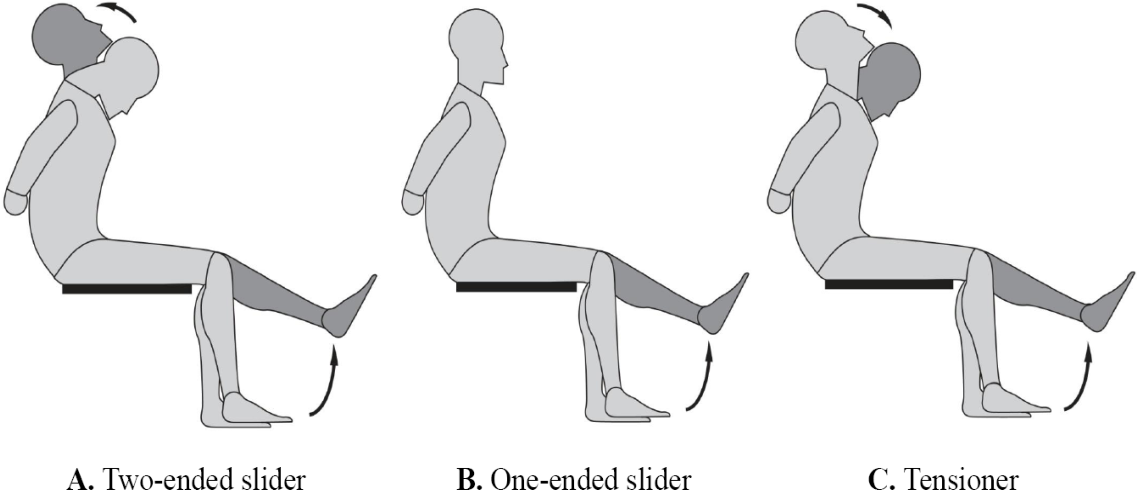 A. Two-ended slider
B. One-ended slider
C. Tensioner